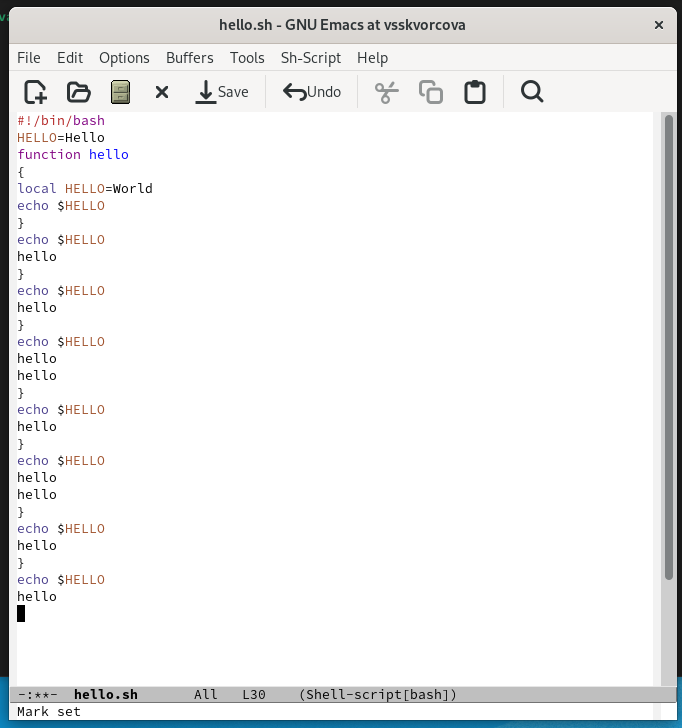 hello.sh - GNU Emacs at vsskvorcova
File Edit Options Buffers Tools Sh-Script Help
Save Undo
#!/bin/bash
HELLO=Hello
function hello
{
local HELLO=World
echo $HELLO
}
echo $HELLO
hello
}
echo $HELLO
hello
}
echo $HELLO
hello
hello
}
echo $HELLO
hello
}
echo $HELLO
hello
hello
}
echo $HELLO
hello
}
echo $HELLO
hello
-:**- hello.sh All L30 (Shell-script[bash])
Mark set